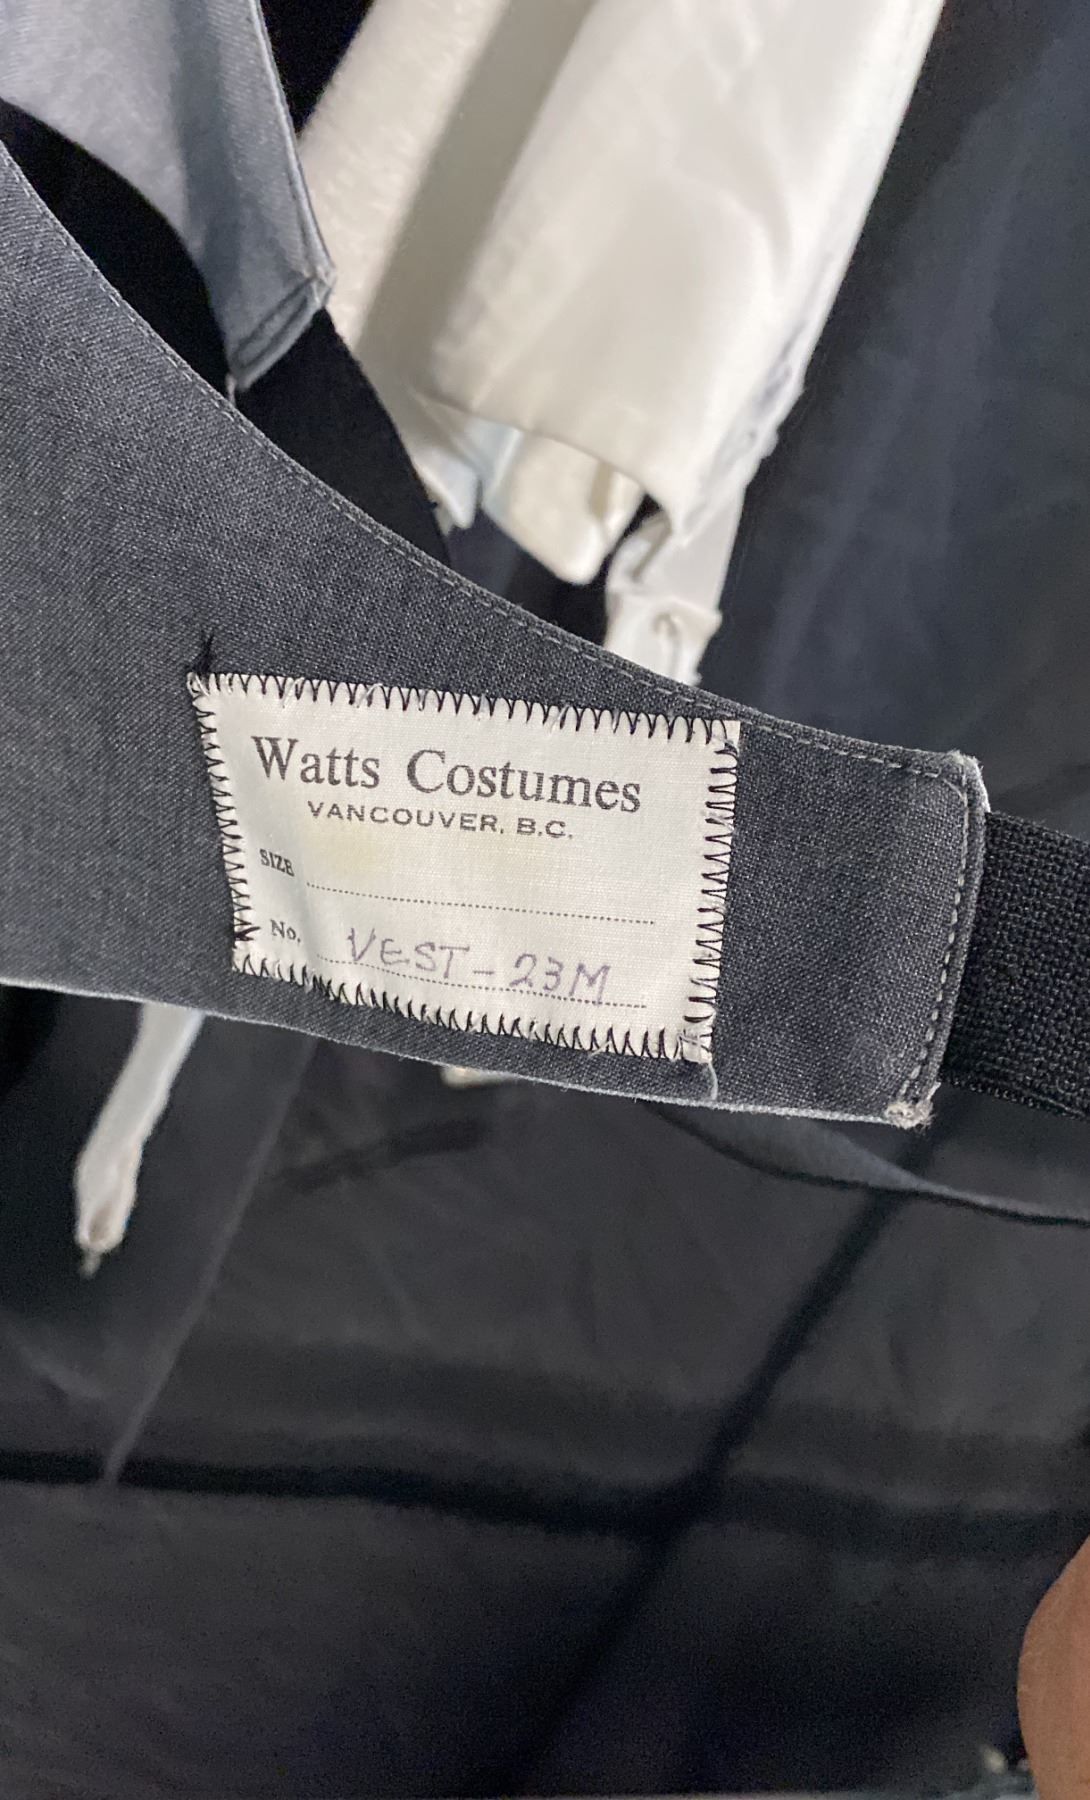 Watts Costumes
VANCOUVER, B.C.
SIZE
No. VEST-23M